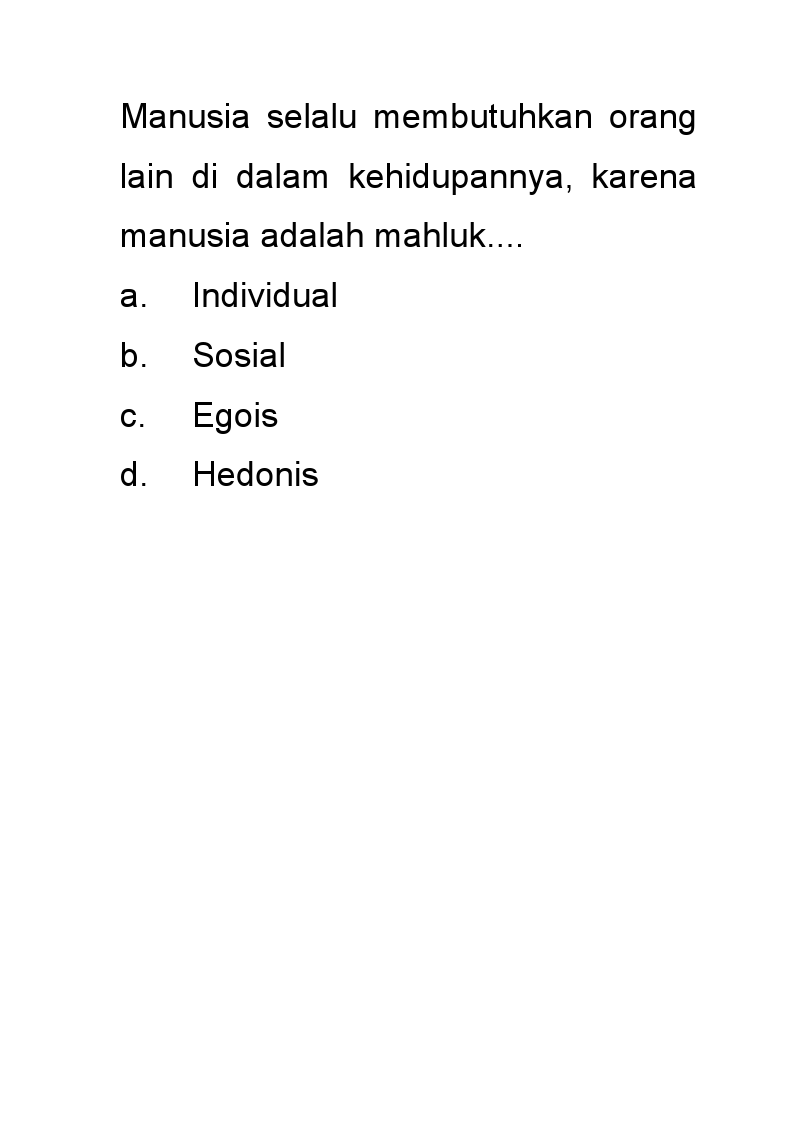 Manusia selalu membutuhkan orang
lain di dalam kehidupannya, karena
manusia adalah mahluk....
a. Individual
b. Sosial
c. Egois
d. Hedonis